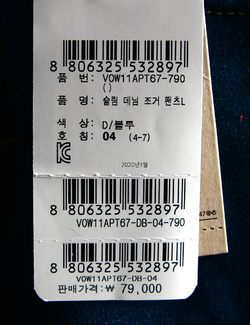 8 806325 532897
품 번: VOW11APT67-790
()
품 명: 슬림 데님 조거 팬츠L
색 상: D/블루
호 칭: 04 (4-7)
2020년1월
8 806325 532897
VOW11APT67-DB-04-790
8 806325 532897
VOW11APT67-DB-04
판매가격: ₩ 79,000